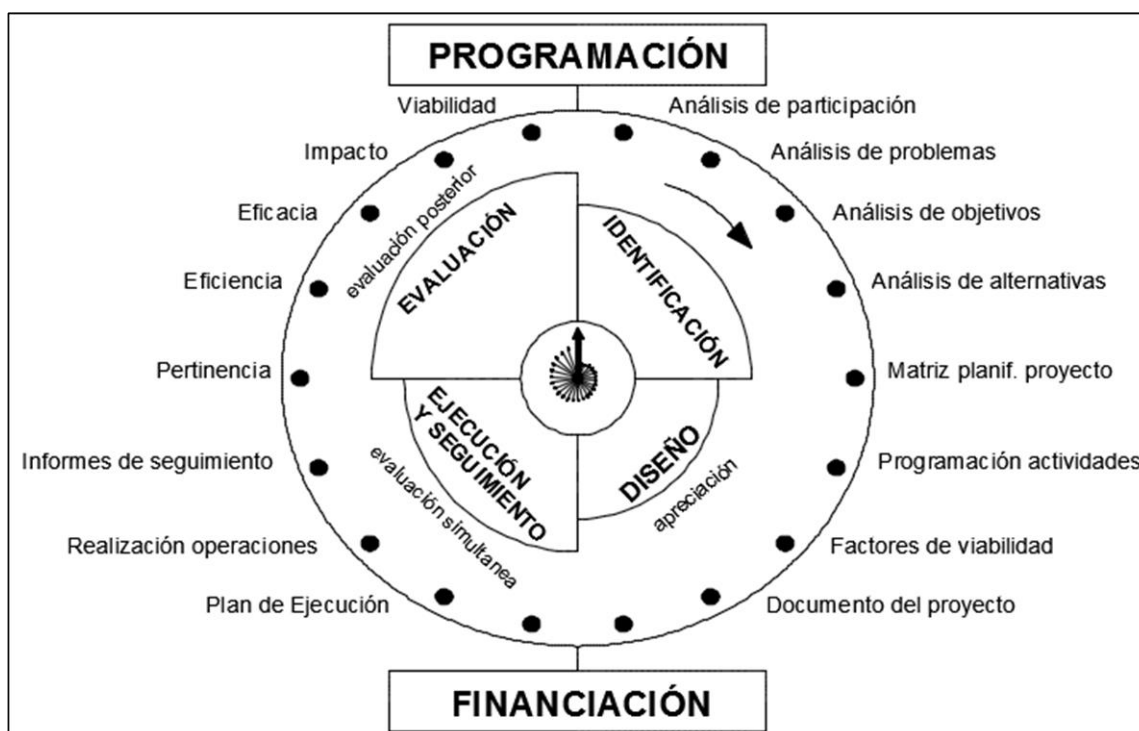 PROGRAMACIÓN
Viabilidad
Análisis de participación
Impacto
Análisis de problemas
Eficacia
Análisis de objetivos
Eficiencia
Análisis de alternativas
Pertinencia
Matriz planif. proyecto
Informes de seguimiento
Programación actividades
Realización operaciones
Factores de viabilidad
Plan de Ejecución
Documento del proyecto
evaluación posterior
EVALUACIÓN
IDENTIFICACIÓN
EJECUCIÓN
Y SEGUIMIENTO
evaluación simultanea
DISEÑO
apreciación
FINANCIACIÓN